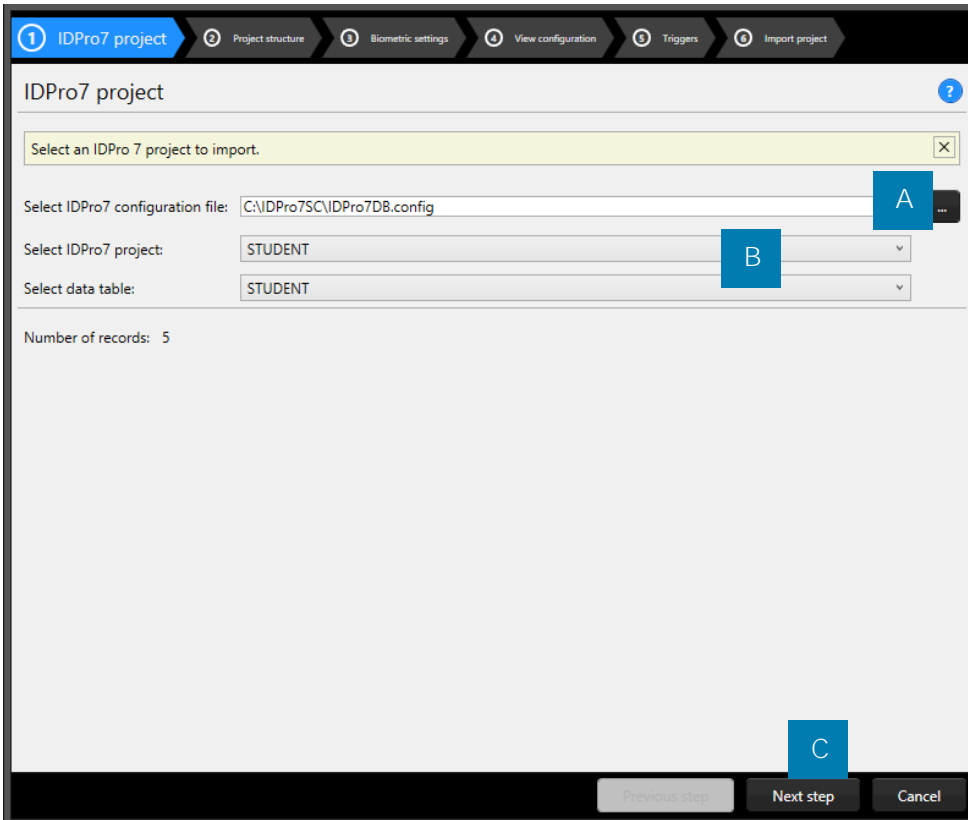 1 IDPro7 project 2 Project structure 3 Biometric settings 4 View configuration 5 Triggers 6 Import project
IDPro7 project ?
Select an IDPro 7 project to import.
A
Select IDPro7 configuration file: C:\IDPro7SC\IDPro7DB.config ...
Select IDPro7 project: STUDENT B
Select data table: STUDENT
Number of records: 5
C
Previous step Next step Cancel